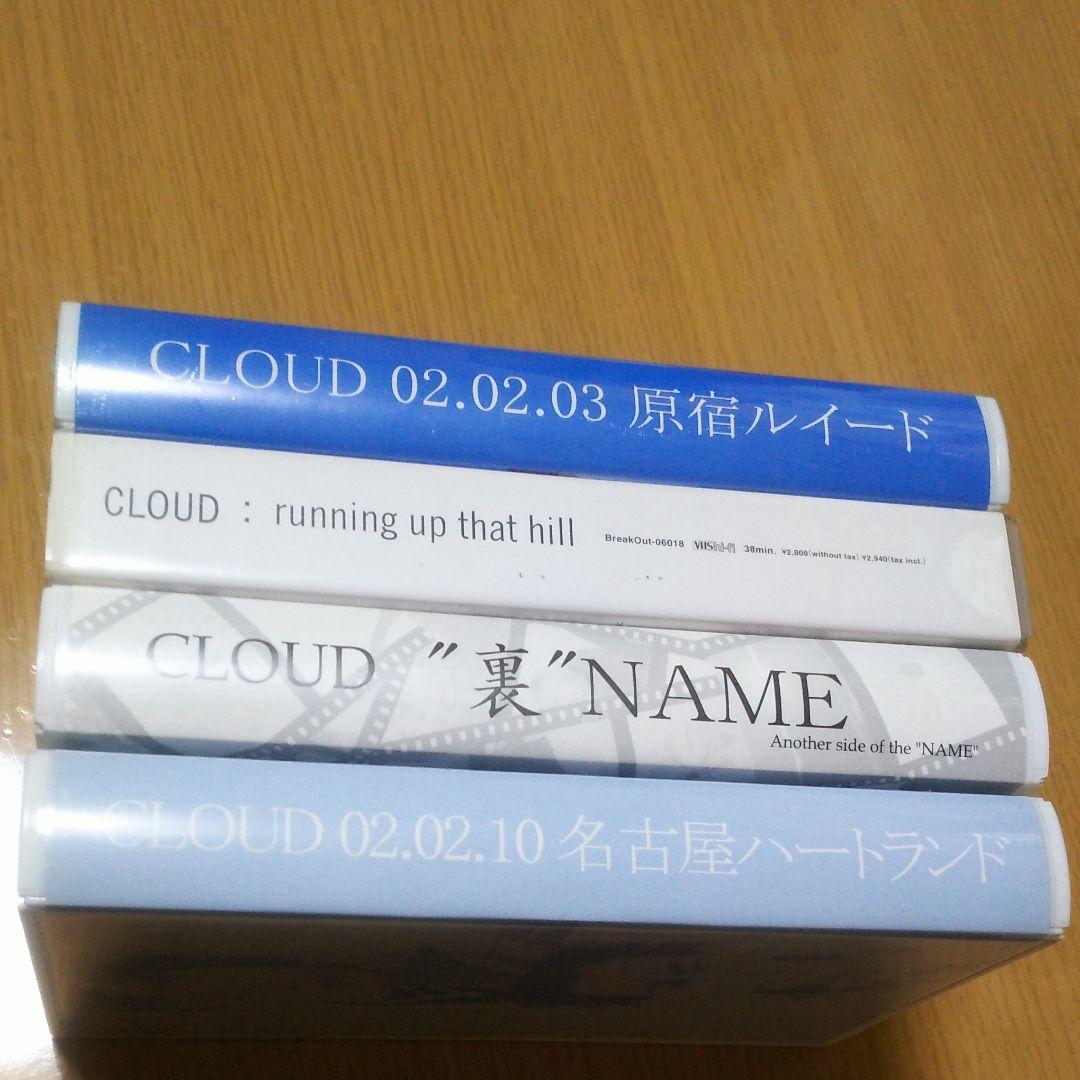 CLOUD 02.02.03 原宿ルイード
CLOUD : running up that hill BreakOut-06018 VHS hi-fi 38min. ¥2,800(without tax) ¥2,940(tax incl.)
CLOUD "裏"NAME
Another side of the "NAME"
CLOUD 02.02.10 名古屋ハートランド